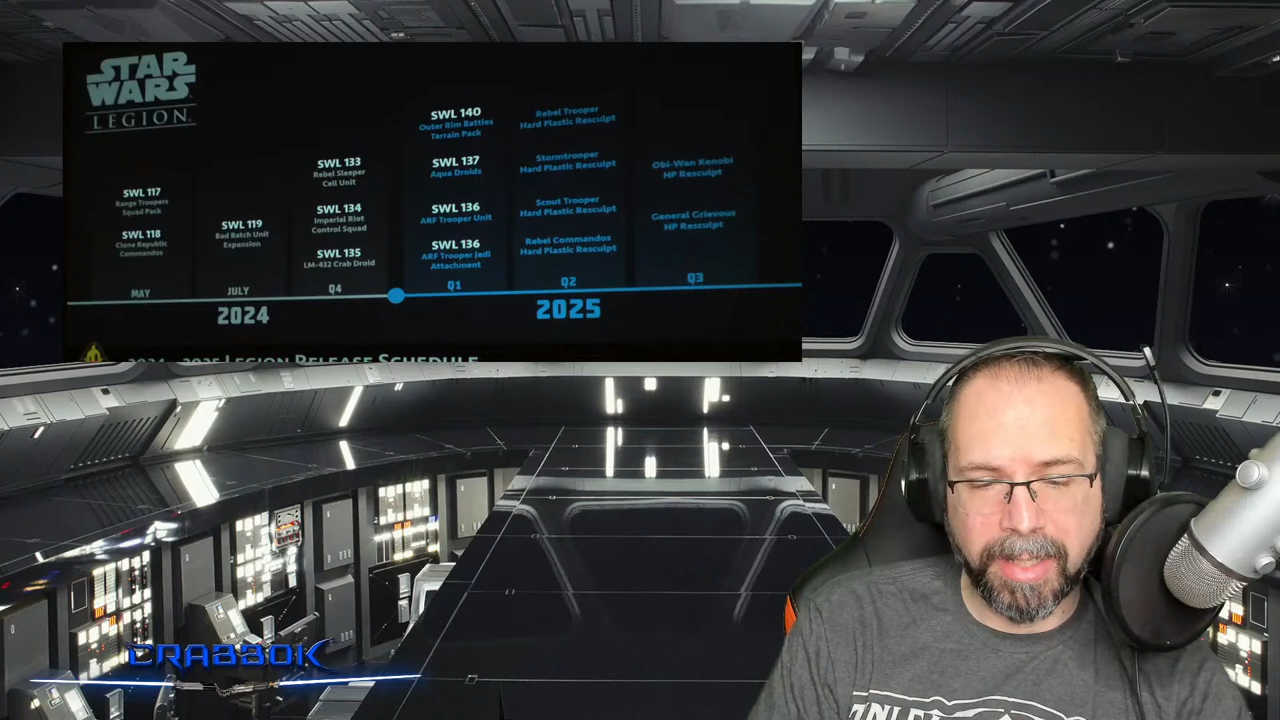 STAR
WARS
LEGION
SWL 117
Range Troopers
Squad Pack
SWL 118
Clone Republic
Commandos
MAY
SWL 119
Bad Batch Unit
Expansion
JULY
SWL 133
Rebel Sleeper
Cell Unit
SWL 134
Imperial Riot
Control Squad
SWL 135
LM-432 Crab Droid
Q4
2024
SWL 140
Outer Rim Battles
Terrain Pack
SWL 137
Aqua Droids
SWL 136
ARF Trooper Unit
SWL 136
ARF Trooper Jedi
Attachment
Q1
Rebel Trooper
Hard Plastic Resculpt
Stormtrooper
Hard Plastic Resculpt
Scout Trooper
Hard Plastic Resculpt
Rebel Commandos
Hard Plastic Resculpt
Q2
2025
Obi-Wan Kenobi
HP Resculpt
General Grievous
HP Resculpt
Q3
2024 - 2025 LEGION RELEASE SCHEDULE
CRABBOK